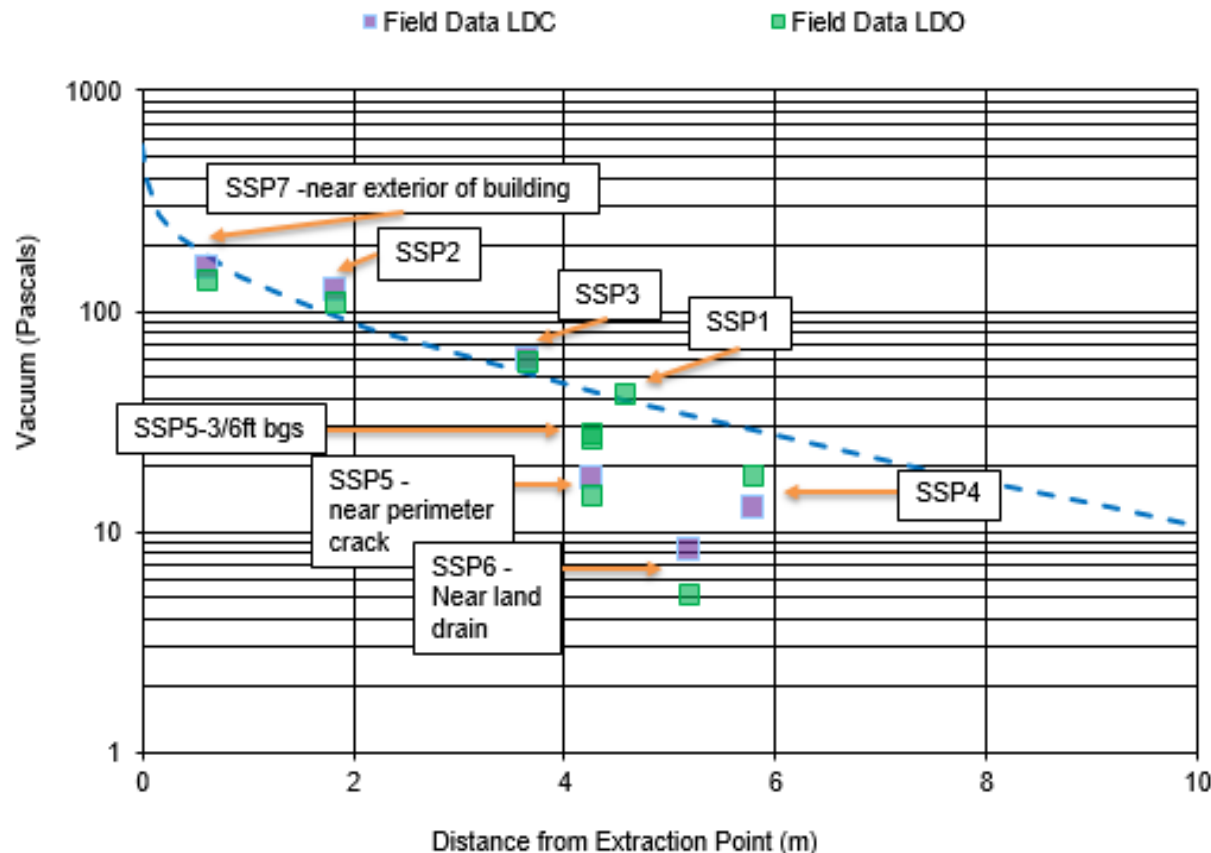 Field Data LDC
Field Data LDO
1000
100
10
1
Vacuum (Pascals)
SSP7 -near exterior of building
SSP2
SSP3
SSP1
SSP5-3/6ft bgs
SSP5 -
near perimeter
crack
SSP4
SSP6 -
Near land
drain
0
2
4
6
8
10
Distance from Extraction Point (m)